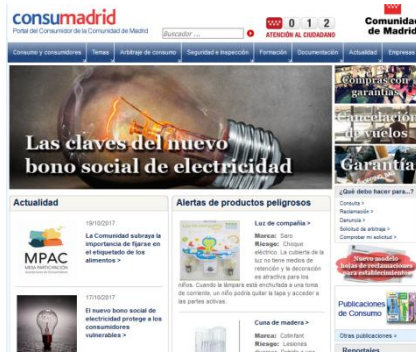 consumadrid
Portal del Consumidor de la Comunidad de Madrid
Buscador ...
0 1 2
ATENCIÓN AL CIUDADANO
Comunidad
de Madrid
Consumo y consumidores
Temas
Arbitraje de consumo
Seguridad e Inspección
Formación
Documentación
Actualidad
Empresas
Las claves del nuevo
bono social de electricidad
Compras con
garantías
Cancelación
de vuelos
Garantía
¿Qué debo hacer para...?
Consulta >
Reclamación >
Denuncia >
Solicitud de arbitraje >
Comprobar mi solicitud >
Nuevo modelo
hojas de reclamaciones
para establecimientos
Publicaciones
de Consumo
Otras publicaciones »
Reportajes
Actualidad
19/10/2017
La Comunidad subraya la
importancia de fijarse en
el etiquetado de los
alimentos >
MPAC
MESA PARTICIPACIÓN
17/10/2017
El nuevo bono social de
electricidad protege a los
consumidores
vulnerables >
Alertas de productos peligrosos
Luz de compañía >
Marca: Saro
Riesgo: Choque
eléctrico. La cubierta de la
luz no tiene medios de
retención y la decoración
es atractiva para los
niños. Cuando la lámpara está enchufada a una toma
de corriente, un niño podría quitar la tapa y acceder a
las partes activas.
Cuna de madera >
Marca: Cotinfant
Riesgo: Lesiones